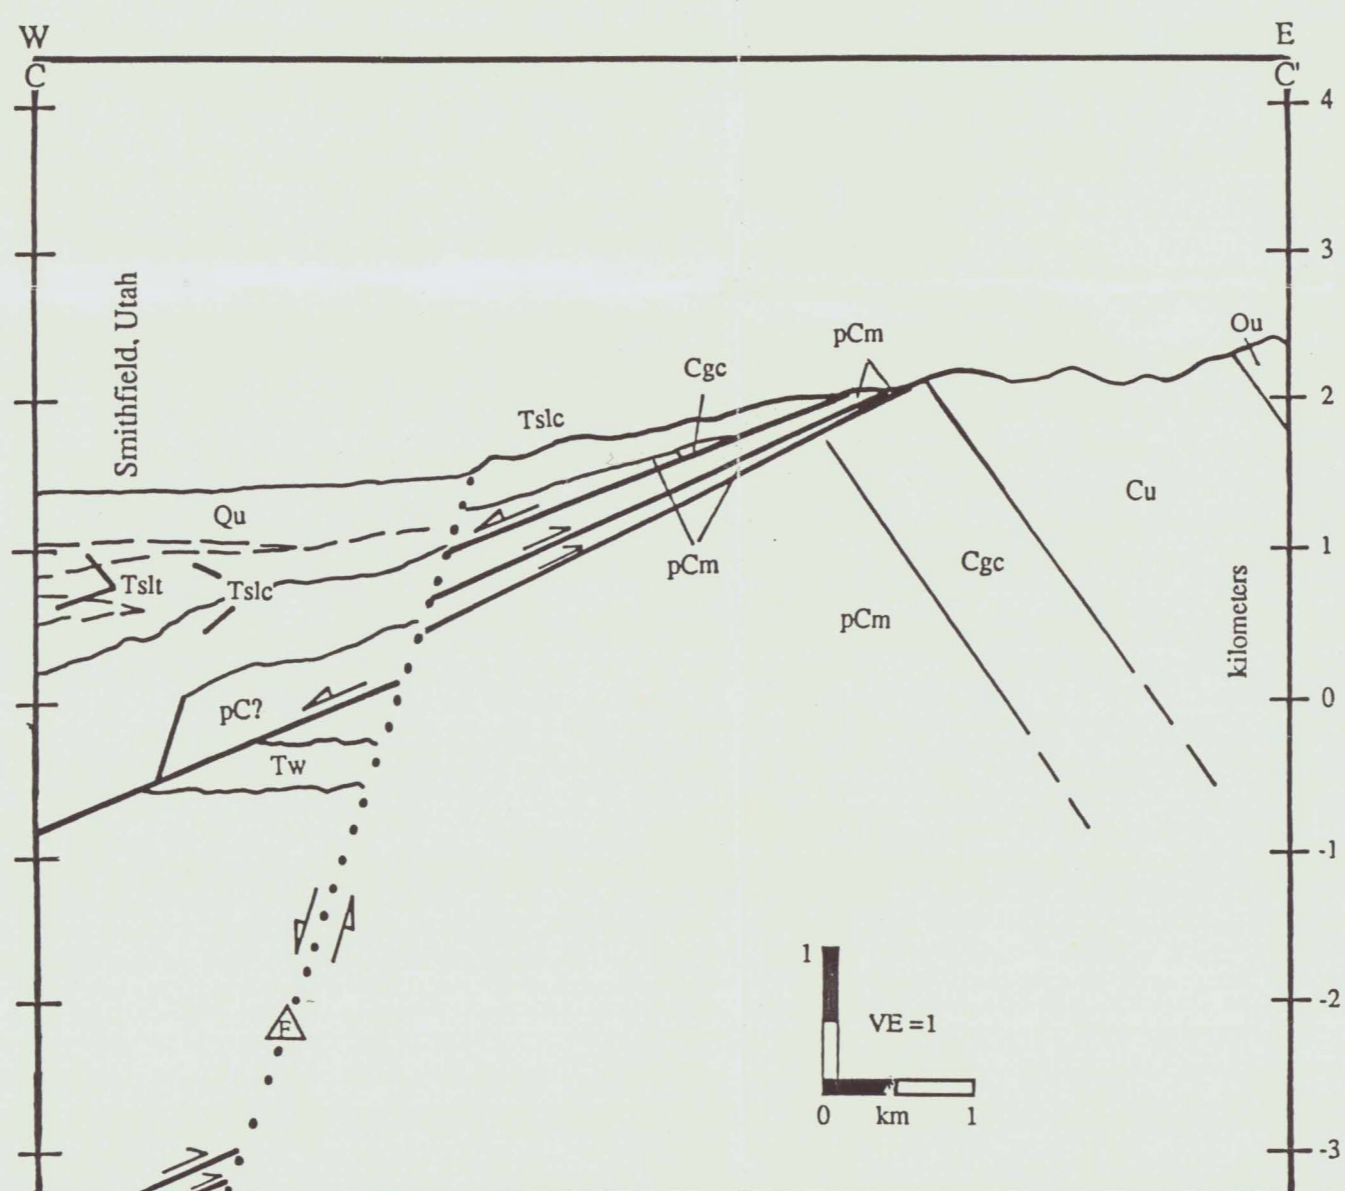 W E
C C'
4
3
Ou
pCm
Smithfield, Utah
Cgc
2
Tslc
Cu
Qu
1
Cgc
pCm
Tslt
Tslc
pCm
kilometers
0
pC?
Tw
-1
1
-2
VE =1
F
0 km 1
-3